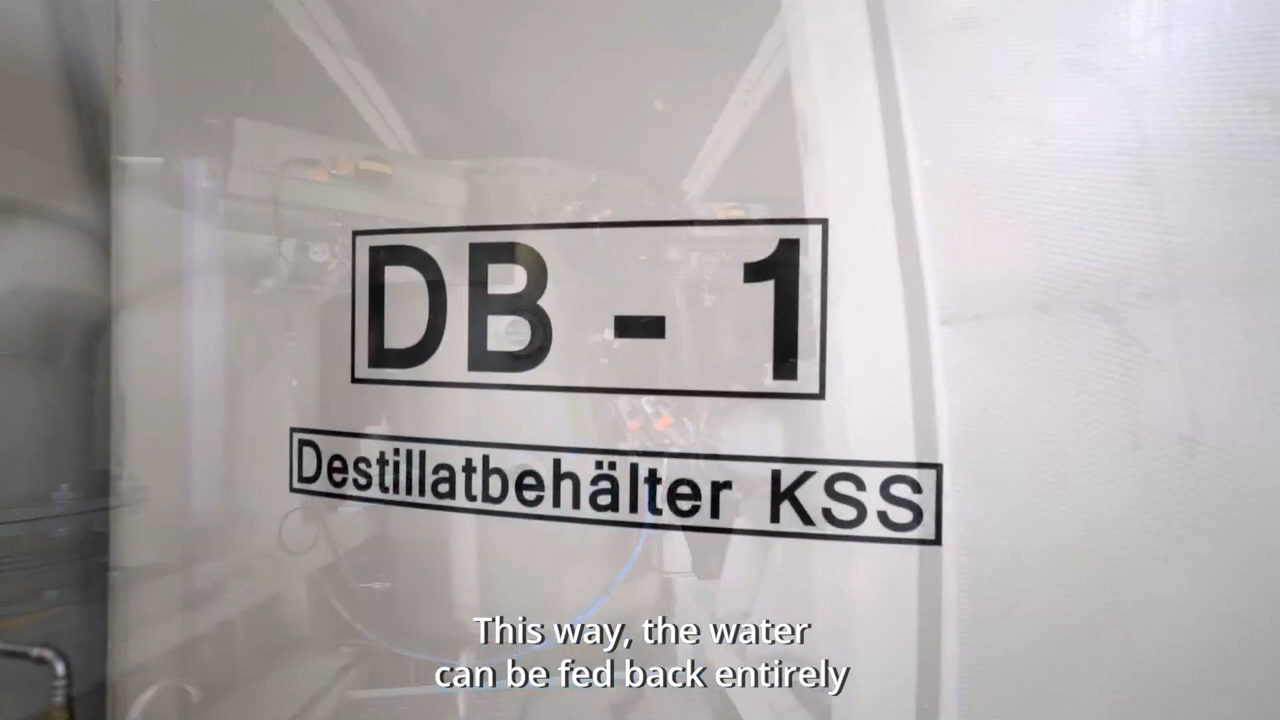 DB - 1
Destillatbehälter KSS
This way, the water
can be fed back entirely